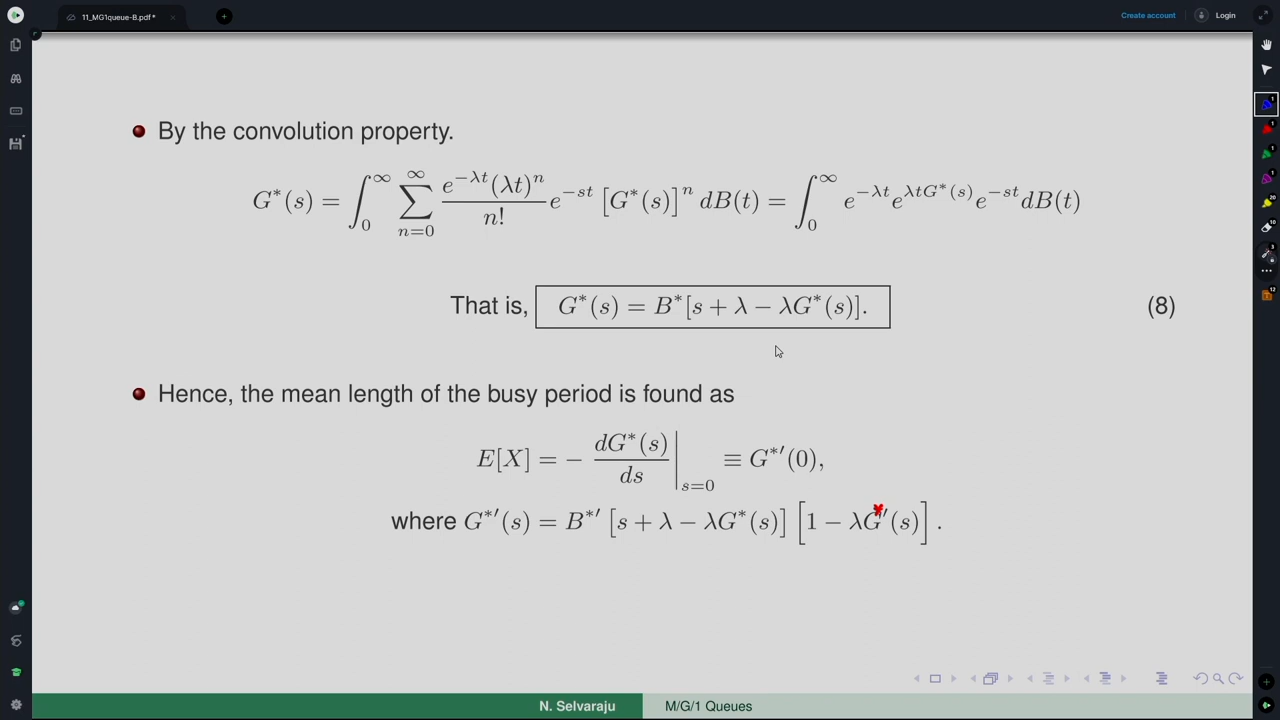 11_MG1queue-B.pdf*
Create account
Login
By the convolution property.
G*(s) = ∫₀^∞ ∑_{n=0}^∞ e^{−λt}(λt)^n / n! e^{−st} [G*(s)]^n dB(t) = ∫₀^∞ e^{−λt} e^{λtG*(s)} e^{−st} dB(t)
That is, G*(s) = B*[s + λ − λG*(s)]. (8)
Hence, the mean length of the busy period is found as
E[X] = − dG*(s)/ds |_{s=0} ≡ G*′(0),
where G*′(s) = B*′ [s + λ − λG*(s)] [1 − λG*′(s)].
N. Selvaraju M/G/1 Queues